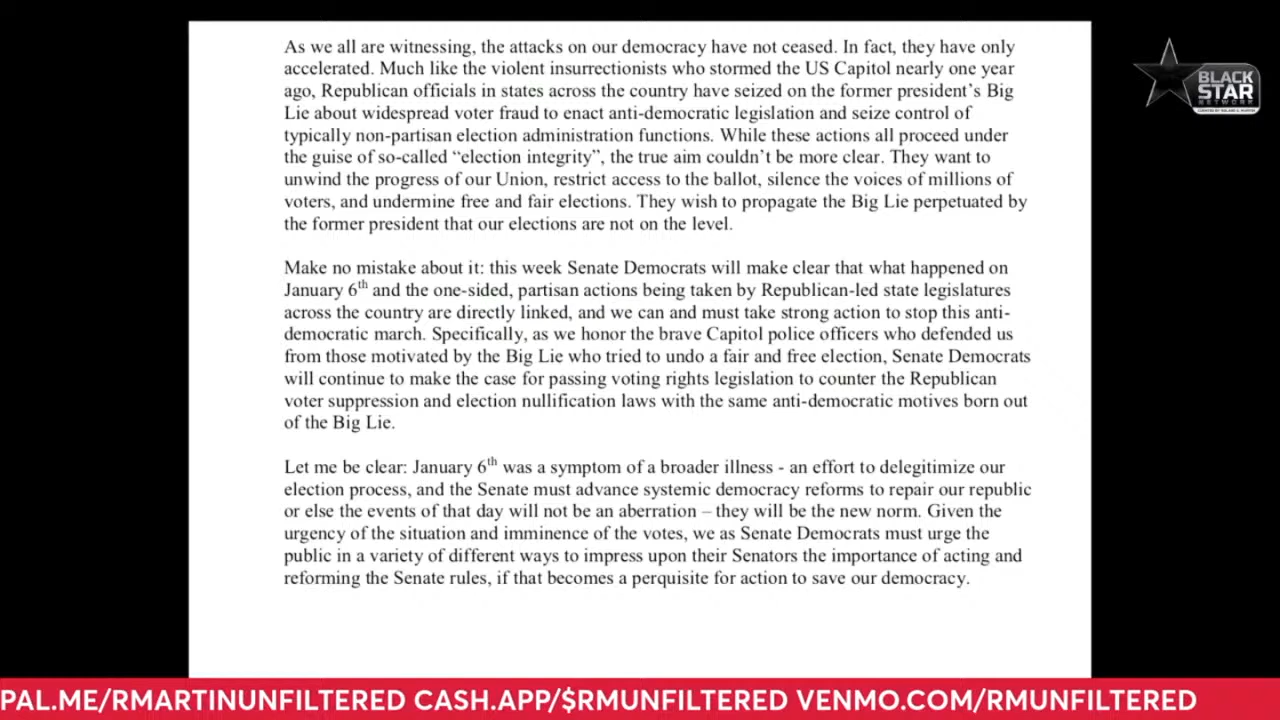 As we all are witnessing, the attacks on our democracy have not ceased. In fact, they have only
accelerated. Much like the violent insurrectionists who stormed the US Capitol nearly one year
ago, Republican officials in states across the country have seized on the former president's Big
Lie about widespread voter fraud to enact anti-democratic legislation and seize control of
typically non-partisan election administration functions. While these actions all proceed under
the guise of so-called “election integrity”, the true aim couldn't be more clear. They want to
unwind the progress of our Union, restrict access to the ballot, silence the voices of millions of
voters, and undermine free and fair elections. They wish to propagate the Big Lie perpetuated by
the former president that our elections are not on the level.
Make no mistake about it: this week Senate Democrats will make clear that what happened on
January 6th and the one-sided, partisan actions being taken by Republican-led state legislatures
across the country are directly linked, and we can and must take strong action to stop this anti-
democratic march. Specifically, as we honor the brave Capitol police officers who defended us
from those motivated by the Big Lie who tried to undo a fair and free election, Senate Democrats
will continue to make the case for passing voting rights legislation to counter the Republican
voter suppression and election nullification laws with the same anti-democratic motives born out
of the Big Lie.
Let me be clear: January 6th was a symptom of a broader illness - an effort to delegitimize our
election process, and the Senate must advance systemic democracy reforms to repair our republic
or else the events of that day will not be an aberration – they will be the new norm. Given the
urgency of the situation and imminence of the votes, we as Senate Democrats must urge the
public in a variety of different ways to impress upon their Senators the importance of acting and
reforming the Senate rules, if that becomes a perquisite for action to save our democracy.
BLACK
STAR
NETWORK
PAL.ME/RMARTINUNFILTERED CASH.APP/$RMUNFILTERED VENMO.COM/RMUNFILTERED